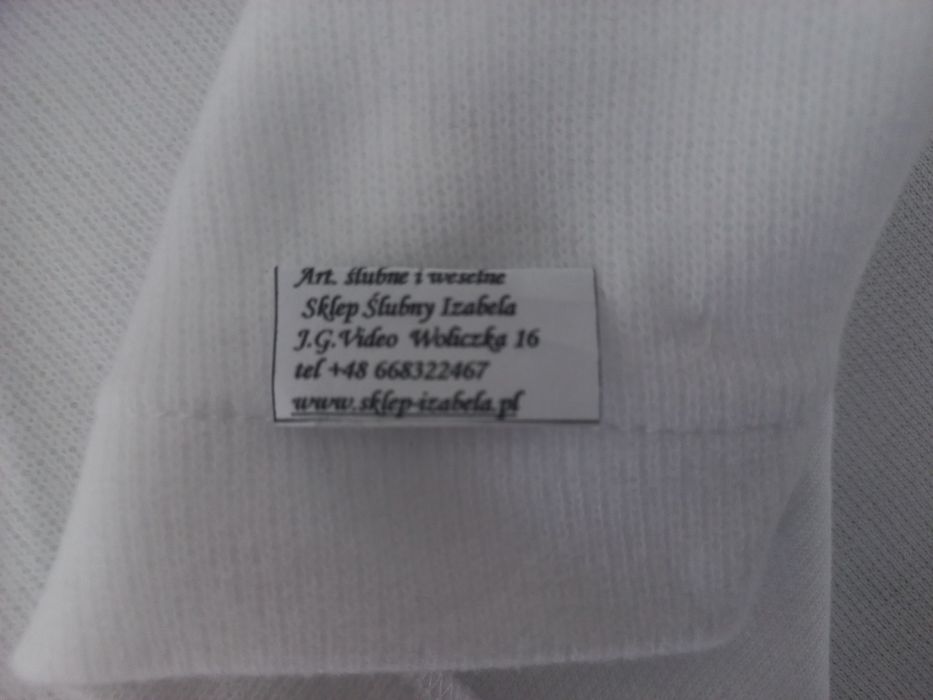 Art. ślubne i weselne
Sklep Ślubny Izabela
J.G.Video Woliczka 16
tel +48 668322467
www.sklep-izabela.pl